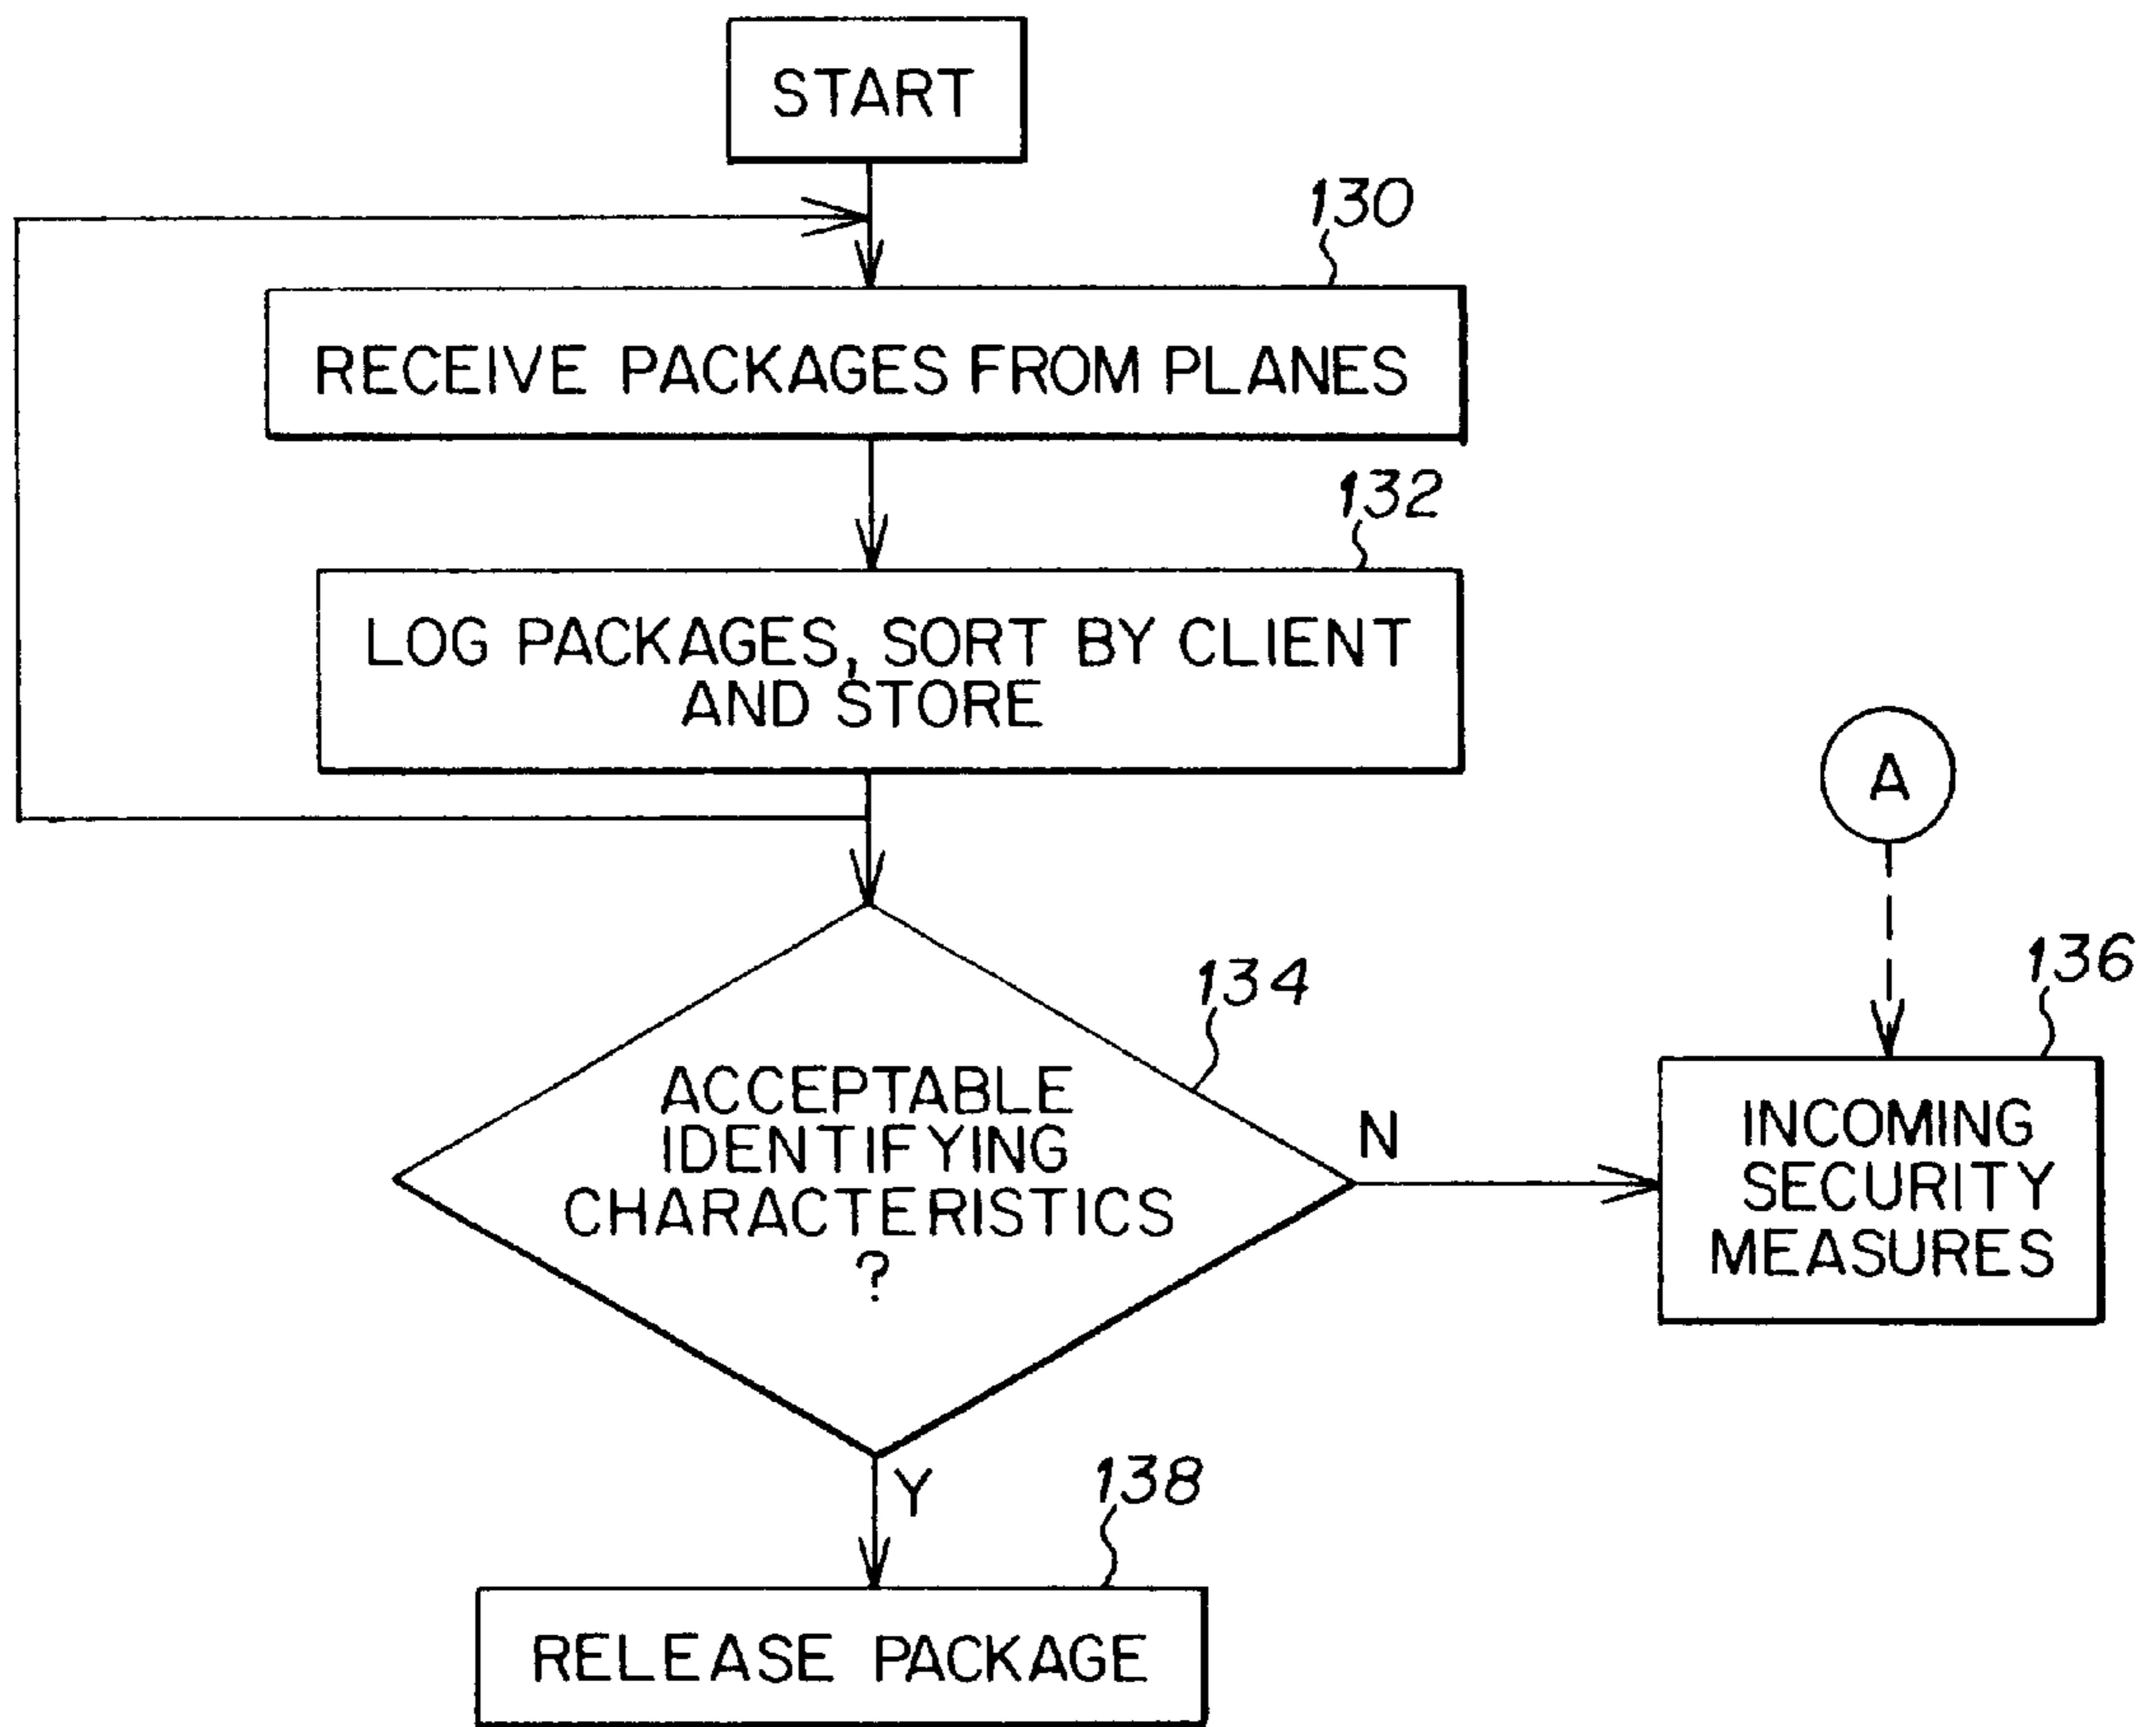 START
130
RECEIVE PACKAGES FROM PLANES
132
LOG PACKAGES, SORT BY CLIENT
AND STORE
A
134
136
ACCEPTABLE
IDENTIFYING
CHARACTERISTICS
?
N
INCOMING
SECURITY
MEASURES
Y
138
RELEASE PACKAGE